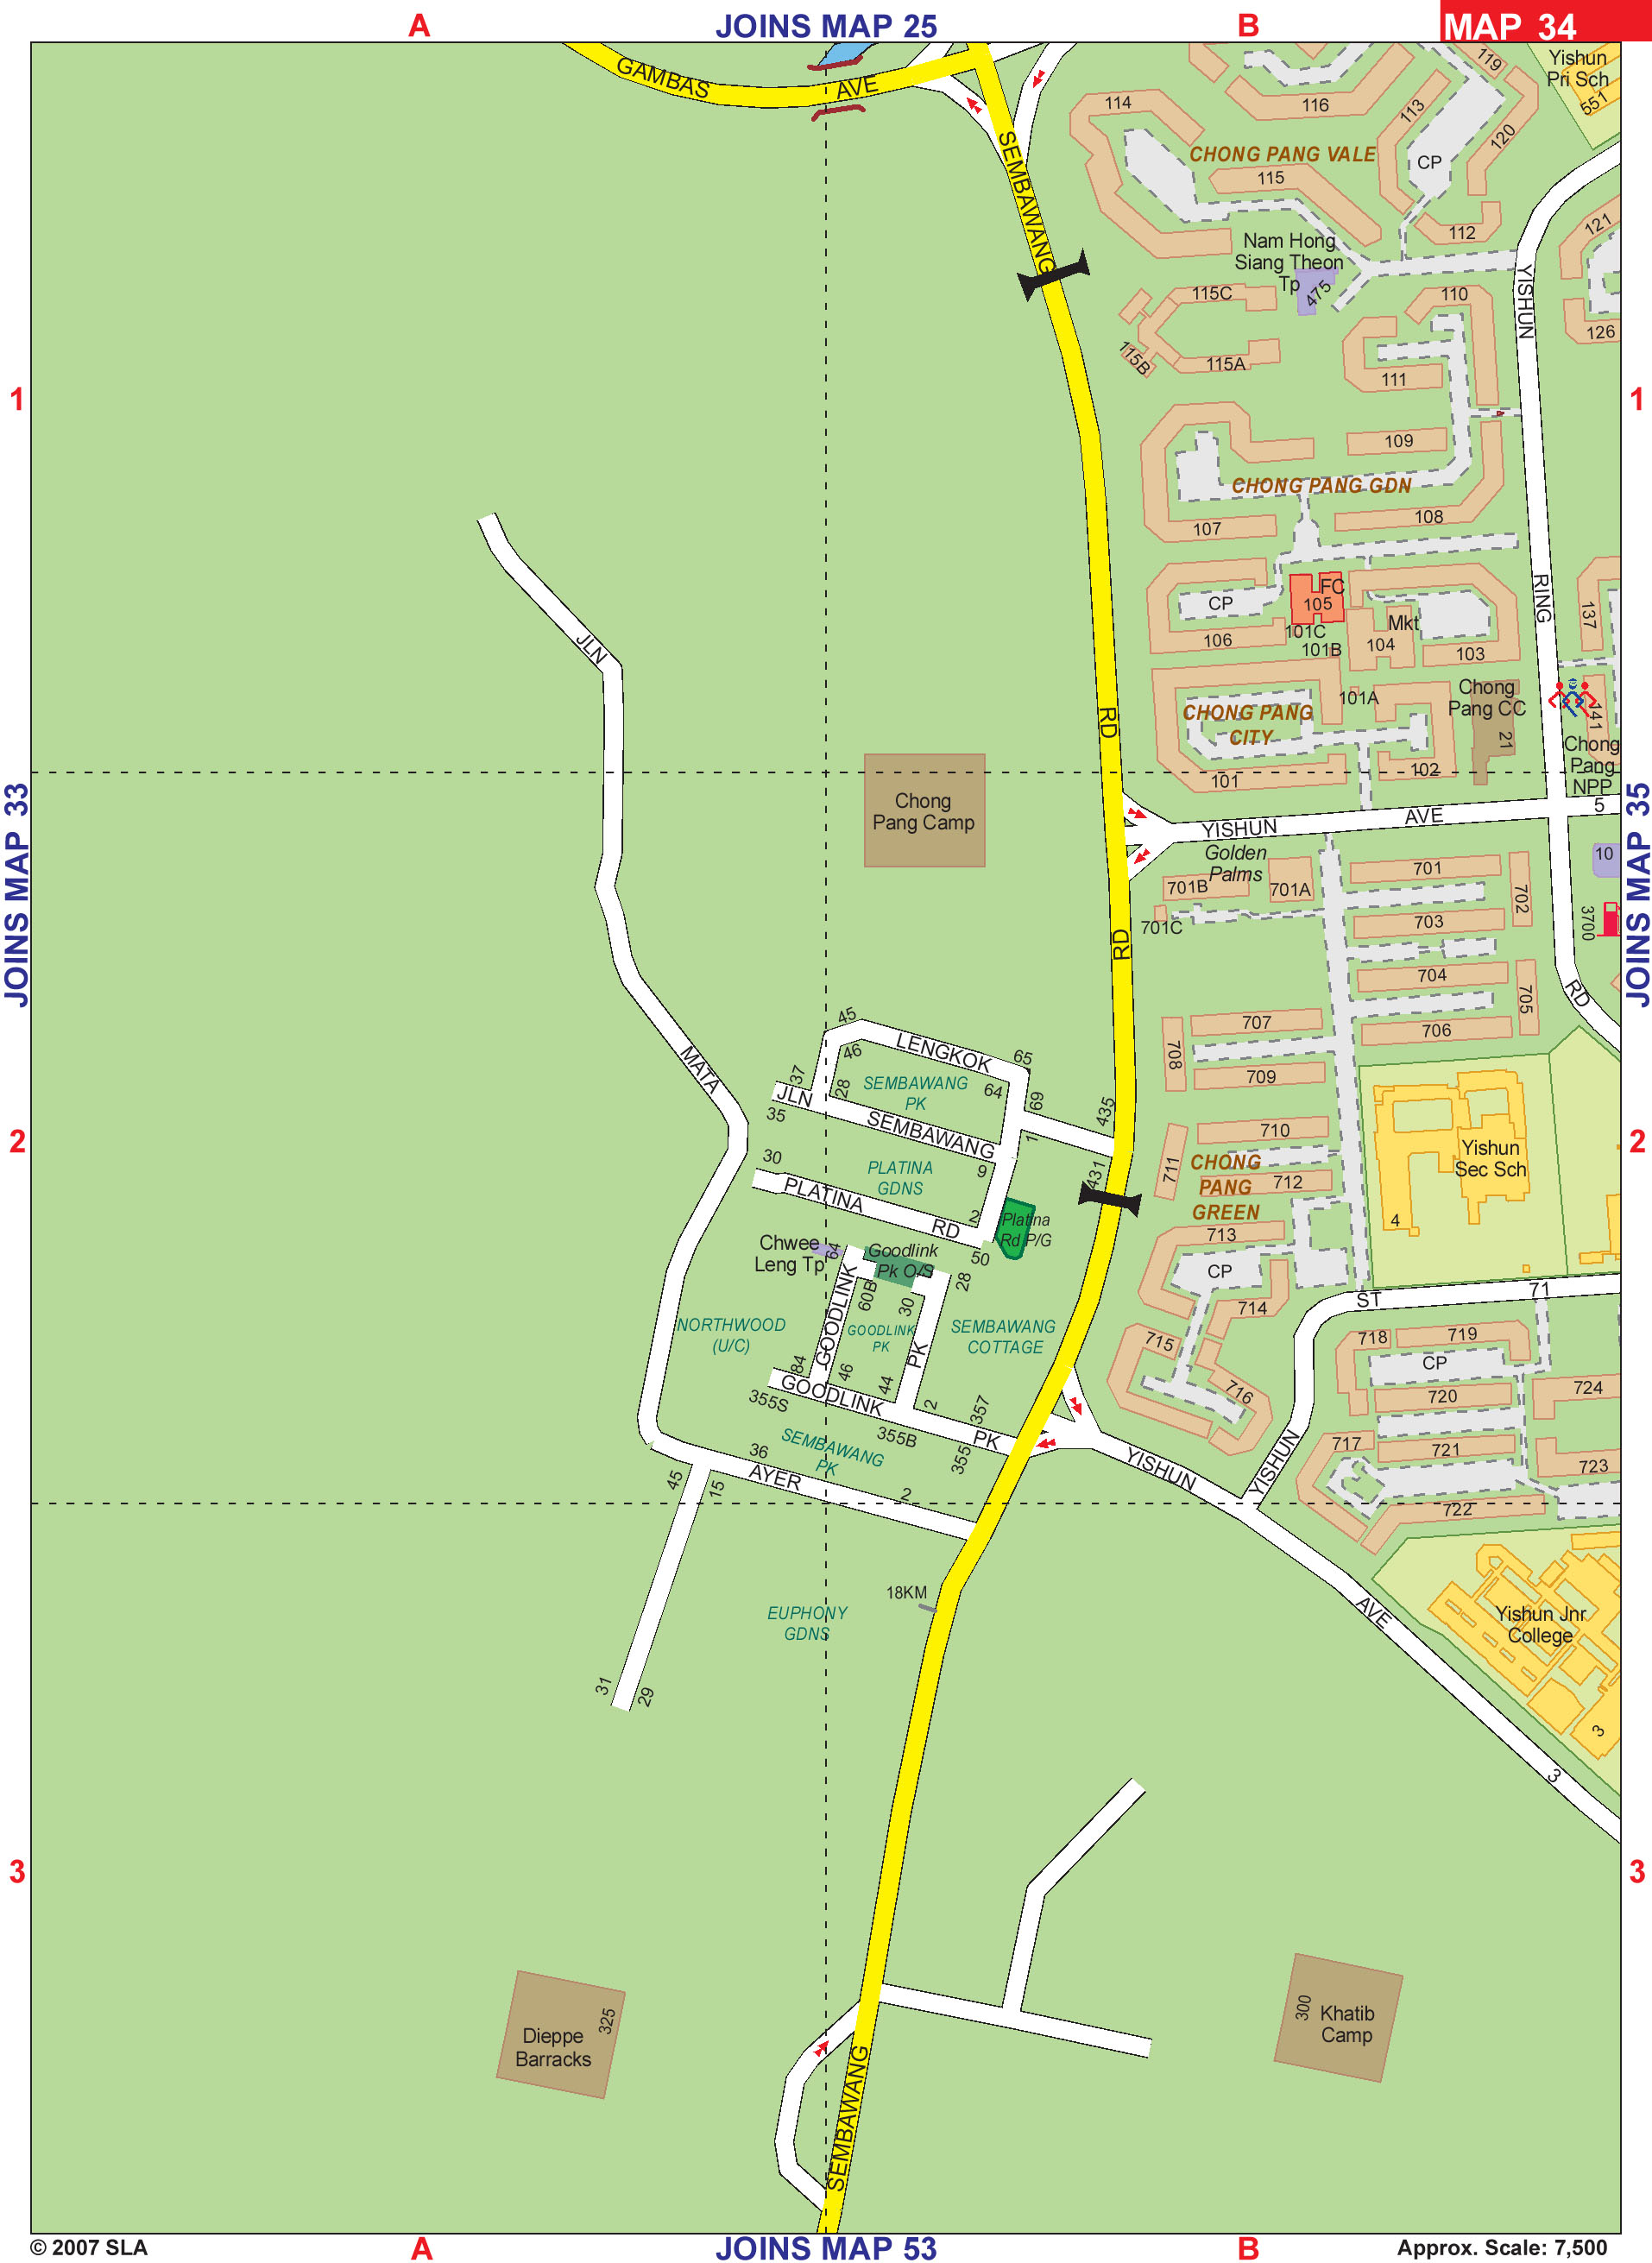 A
JOINS MAP 25
B
MAP 34
GAMBAS
AVE
SEMBAWANG
114
116
113
119
120
Yishun
Pri Sch
551
CHONG PANG VALE
CP
115
112
121
Nam Hong
Siang Theon
Tp
475
YISHUN
115C
110
126
115B
115A
111
1
1
109
CHONG PANG GDN
107
108
JLN
RING
CP
FC
105
137
106
101C
101B
Mkt
104
103
101A
Chong
Pang CC
21
141
RD
CHONG PANG
CITY
101
102
Chong
Pang
NPP
5
JOINS MAP 33
JOINS MAP 35
Chong
Pang Camp
YISHUN
AVE
Golden
Palms
701B
701A
701C
701
702
703
10
3700
RD
704
705
706
RD
707
708
709
45
46
LENGKOK
65
64
37
28
SEMBAWANG
PK
69
MATA
JLN
35
SEMBAWANG
1
435
710
711
2
2
30
PLATINA
GDNS
9
431
CHONG
PANG
GREEN
712
Yishun
Sec Sch
4
PLATINA
RD
2
Platina
Rd P/G
50
713
Chwee
Leng Tp
64
Goodlink
Pk O/S
28
CP
60B
30
714
ST
71
NORTHWOOD
(U/C)
GOODLINK
GOODLINK
PK
PK
SEMBAWANG
COTTAGE
715
718
719
CP
84
46
44
716
720
724
355S
GOODLINK
2
357
355B
PK
355
SEMBAWANG
PK
717
721
723
36
AYER
YISHUN
YISHUN
45
15
2
722
18KM
EUPHONY
GDNS
AVE
Yishun Jnr
College
31
29
3
3
3
3
Dieppe
Barracks
325
300
Khatib
Camp
SEMBAWANG
© 2007 SLA
A
JOINS MAP 53
B
Approx. Scale: 7,500